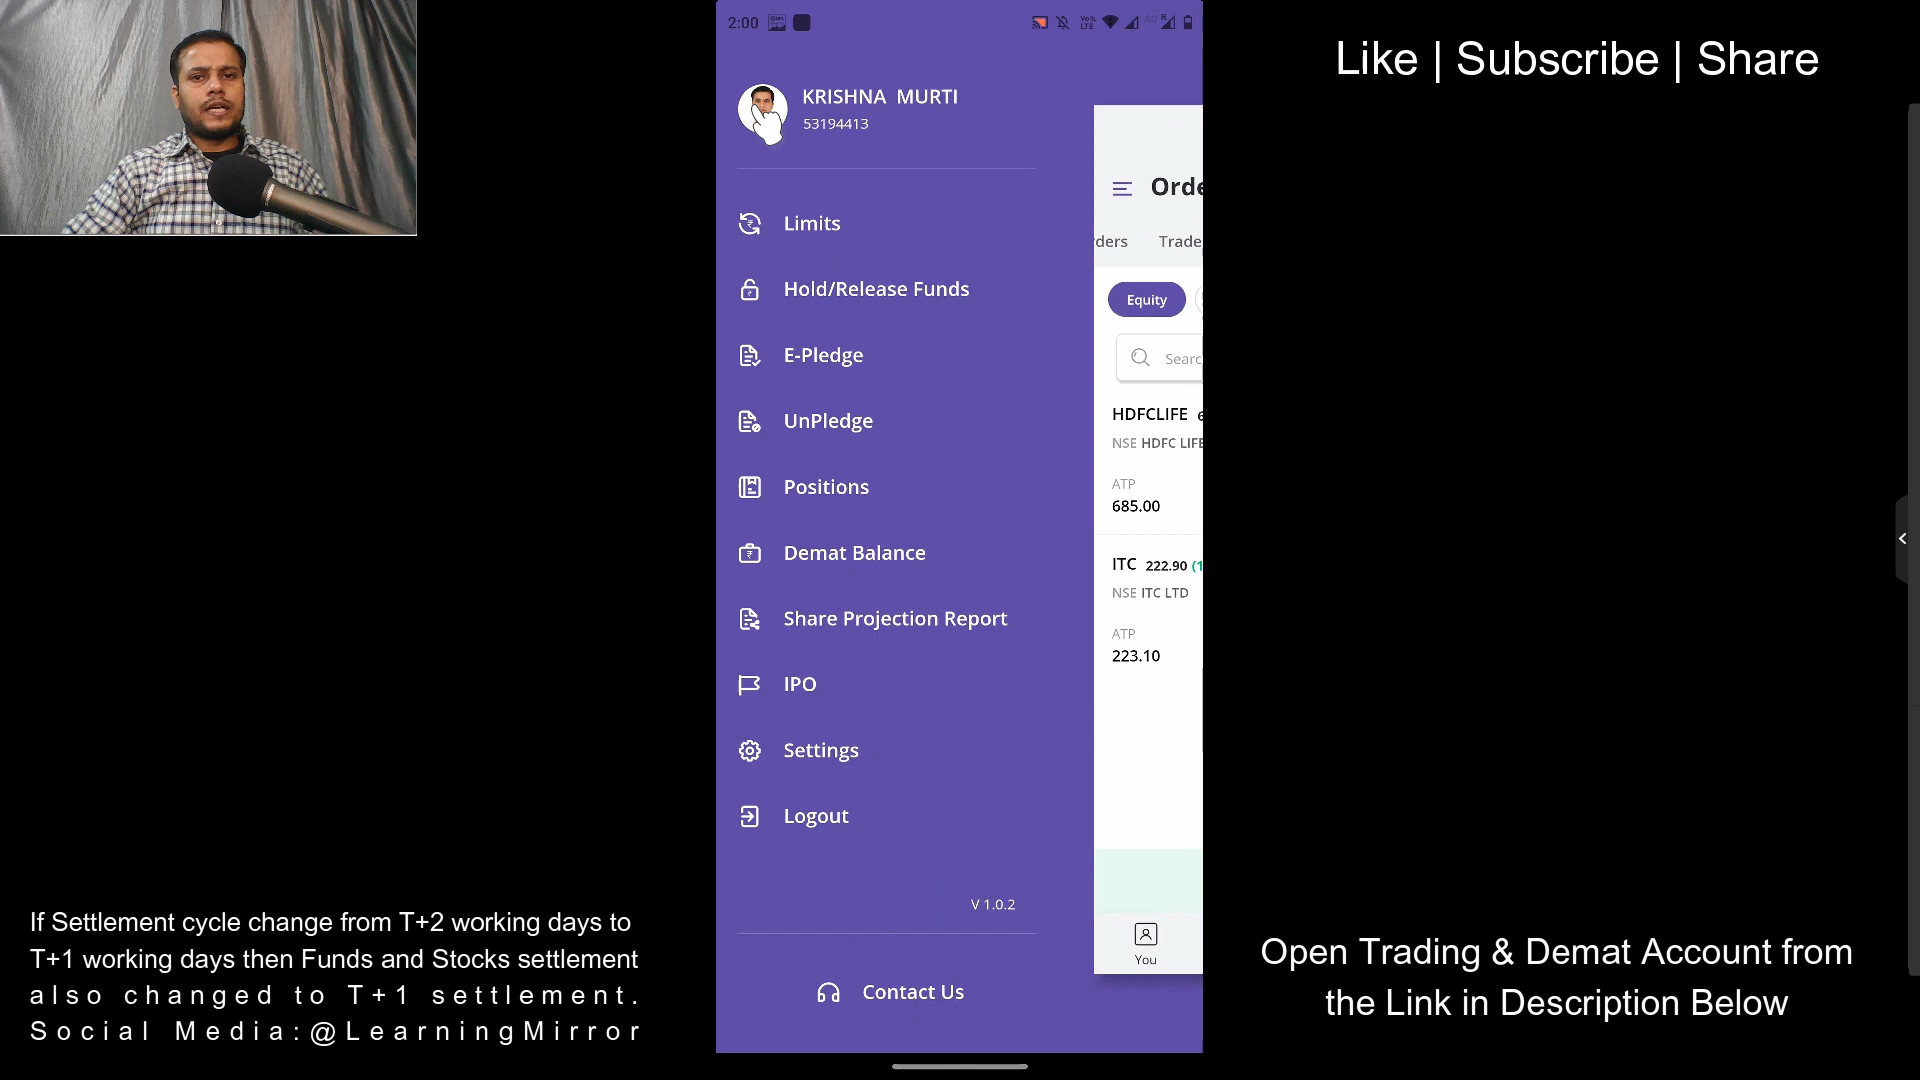 Like | Subscribe | Share
2:00
KRISHNA MURTI
53194413
Limits
Hold/Release Funds
E-Pledge
UnPledge
Positions
Demat Balance
Share Projection Report
IPO
Settings
Logout
V 1.0.2
Contact Us
Orde
ders Trade
Equity
Searc
HDFCLIFE 6
NSE HDFC LIFE
ATP
685.00
ITC 222.90 (1
NSE ITC LTD
ATP
223.10
You
If Settlement cycle change from T+2 working days to
T+1 working days then Funds and Stocks settlement
also changed to T+1 settlement.
Social Media:@LearningMirror
Open Trading & Demat Account from
the Link in Description Below